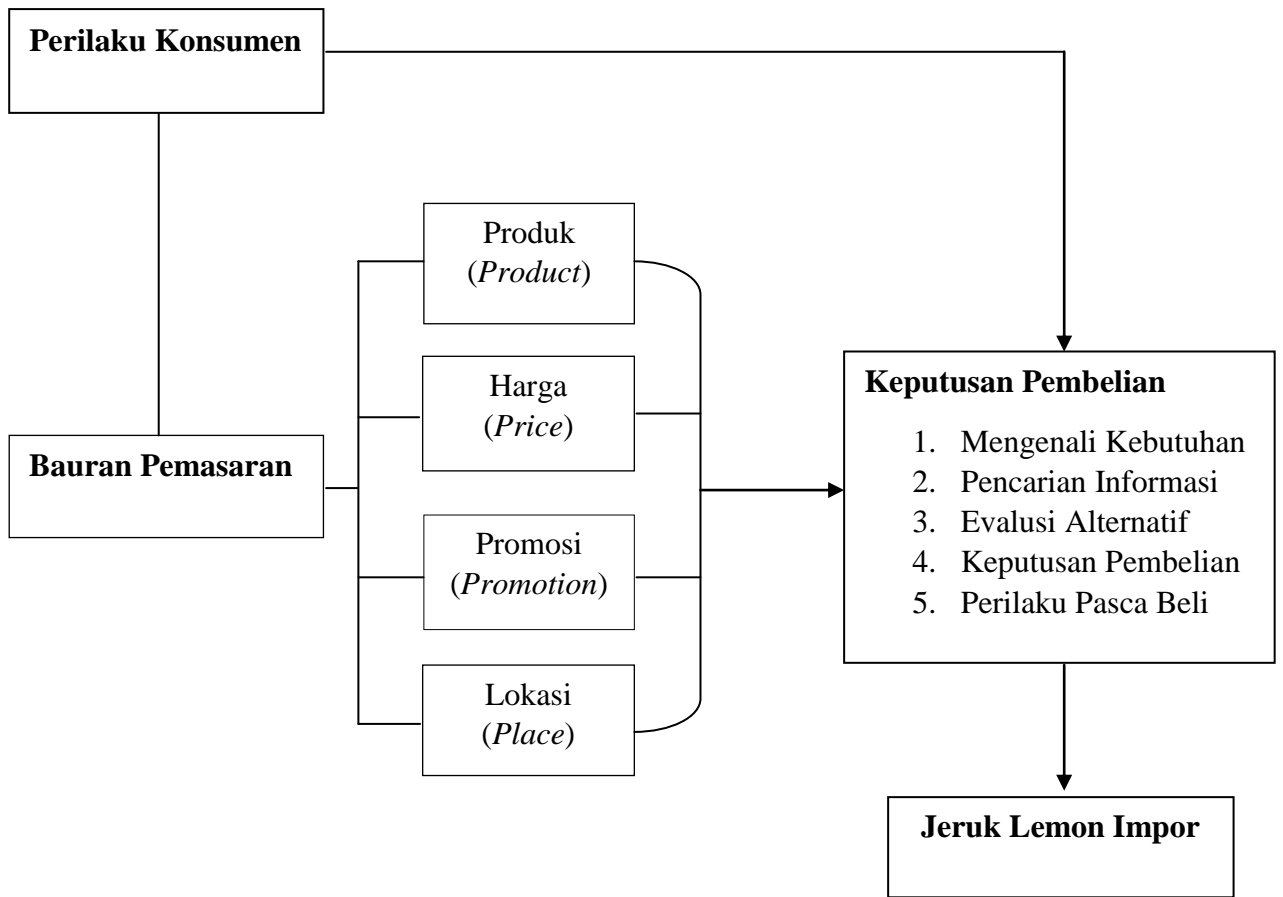 Perilaku Konsumen
Produk
(Product)
Harga
(Price)
Keputusan Pembelian
1. Mengenali Kebutuhan
2. Pencarian Informasi
3. Evalusi Alternatif
4. Keputusan Pembelian
5. Perilaku Pasca Beli
Bauran Pemasaran
Promosi
(Promotion)
Lokasi
(Place)
Jeruk Lemon Impor